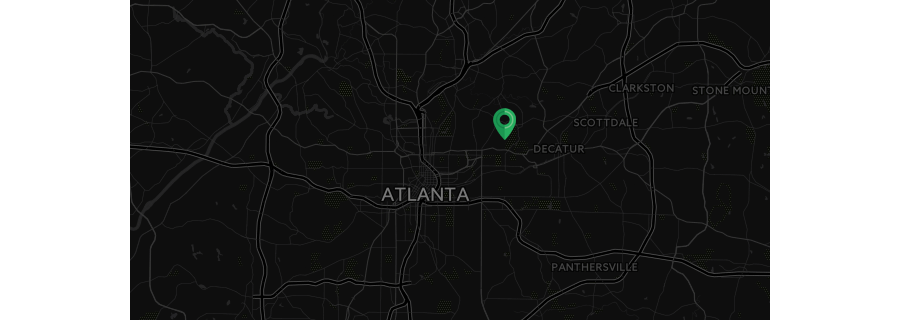 CLARKSTON
STONE MOUNT
SCOTTDALE
DECATUR
ATLANTA
PANTHERSVILLE